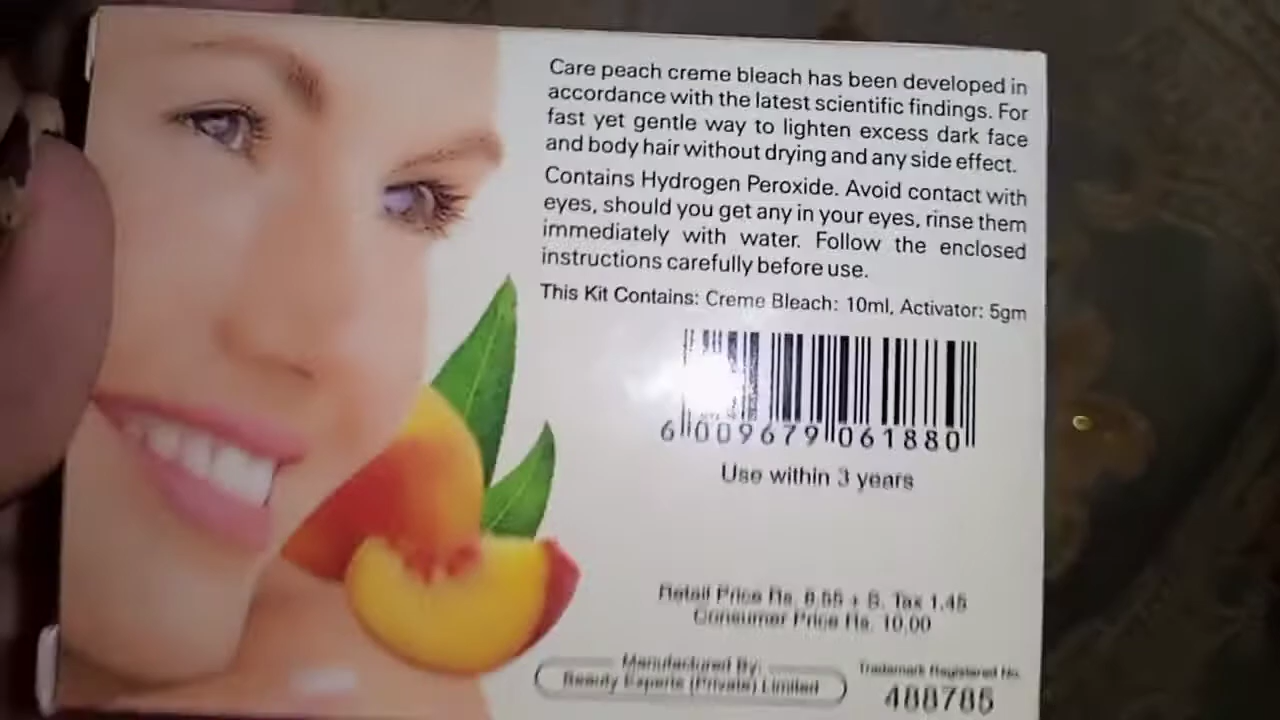 Care peach creme bleach has been developed in
accordance with the latest scientific findings. For
fast yet gentle way to lighten excess dark face
and body hair without drying and any side effect.
Contains Hydrogen Peroxide. Avoid contact with
eyes, should you get any in your eyes, rinse them
immediately with water. Follow the enclosed
instructions carefully before use.
This Kit Contains: Creme Bleach: 10ml, Activator: 5gm
6 009679 061880
Use within 3 years
Retail Price Rs. 8.55 + S. Tax 1.45
Consumer Price Rs. 10.00
Manufactured By:
Beauty Experts (Private) Limited
Trademark Registered No.
488785